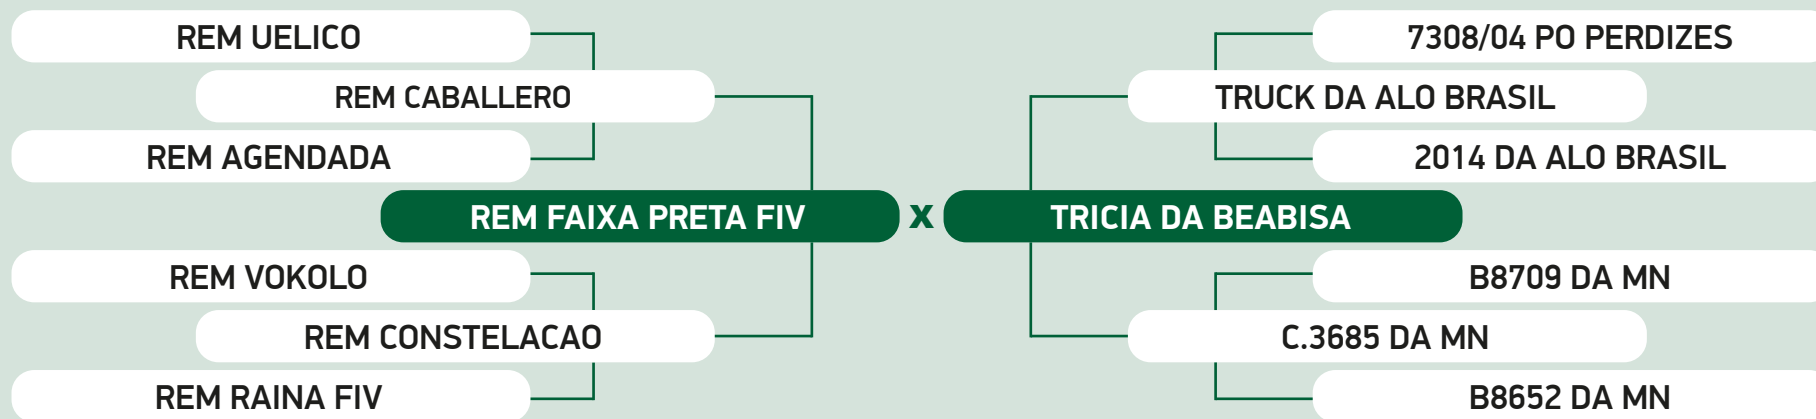 REM UELICO
7308/04 PO PERDIZES
REM CABALLERO
TRUCK DA ALO BRASIL
REM AGENDADA
2014 DA ALO BRASIL
REM FAIXA PRETA FIV X TRICIA DA BEABISA
REM VOKOLO
B8709 DA MN
REM CONSTELACAO
C.3685 DA MN
REM RAINA FIV
B8652 DA MN